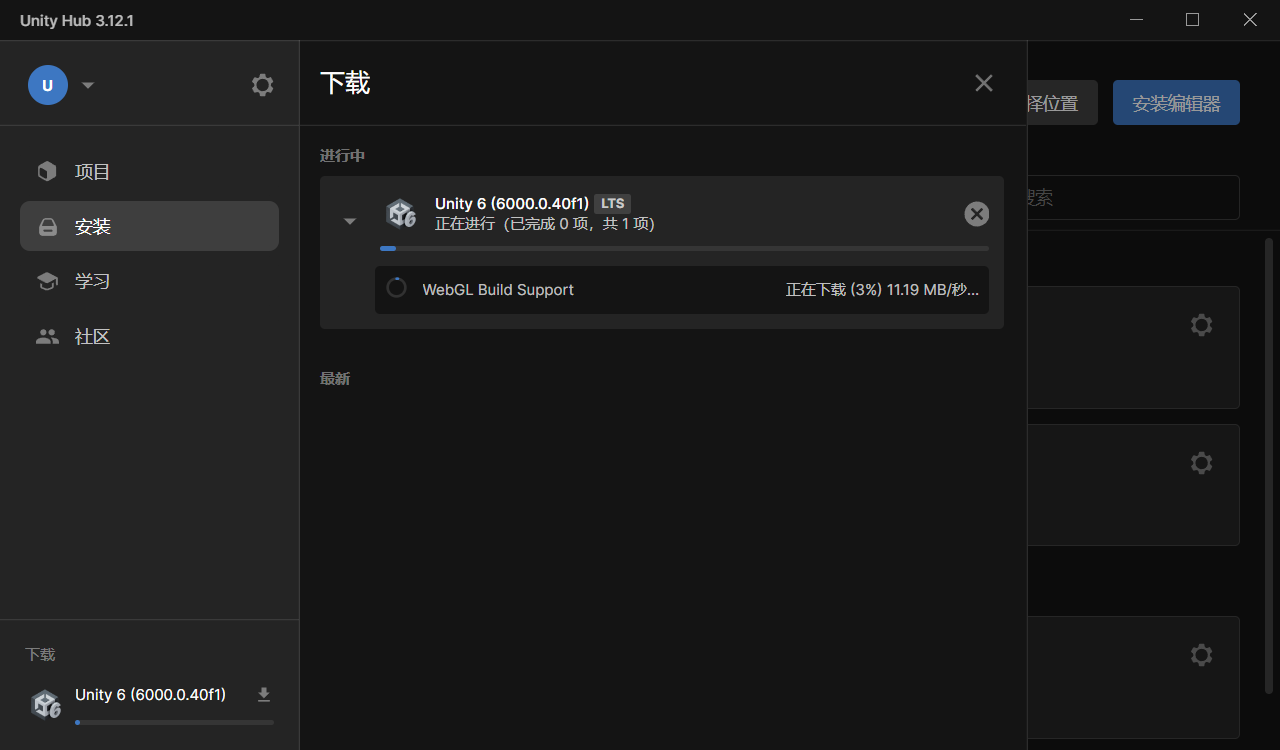 Unity Hub 3.12.1
U
项目
安装
学习
社区
下载
Unity 6 (6000.0.40f1)
下载
进行中
Unity 6 (6000.0.40f1) LTS
正在进行（已完成 0 项，共 1 项）
WebGL Build Support
正在下载 (3%) 11.19 MB/秒...
最新
择位置
安装编辑器
搜索